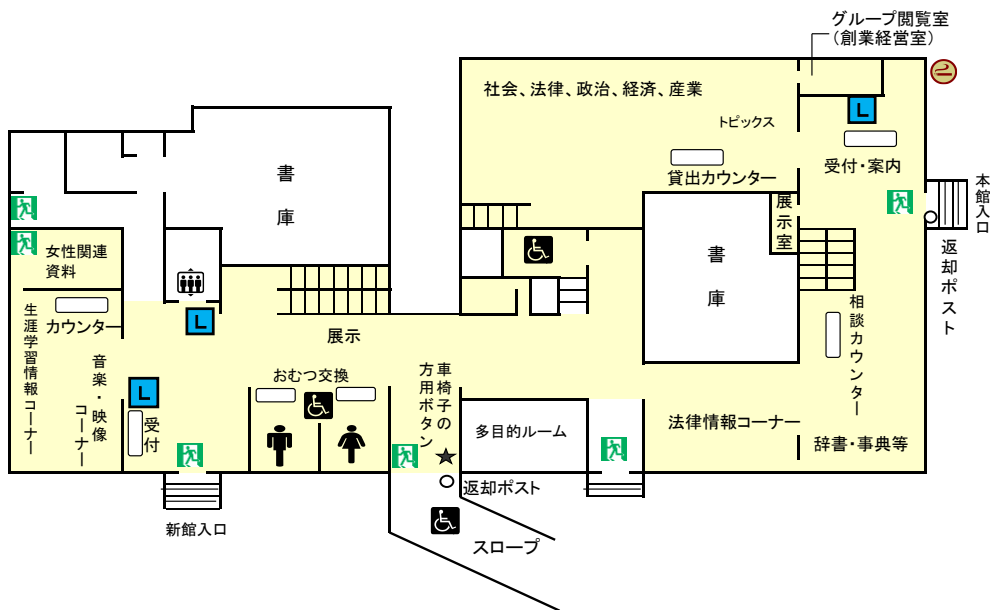 グループ閲覧室
（創業経営室）
社会、法律、政治、経済、産業
トピックス
L
受付・案内
貸出カウンター
本館入口
返却ポスト
展示室
書庫
書庫
女性関連
資料
カウンター
生涯学習情報コーナー
音楽・映像
コーナー
L
L
受付
展示
おむつ交換
車椅子の
方用ボタン
相談カウンター
多目的ルーム
法律情報コーナー
辞書・事典等
返却ポスト
新館入口
スロープ